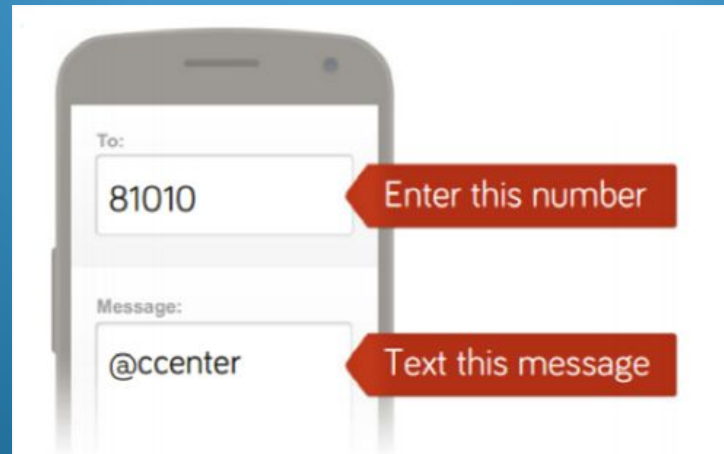 To:
81010
Enter this number
Message:
@ccenter
Text this message